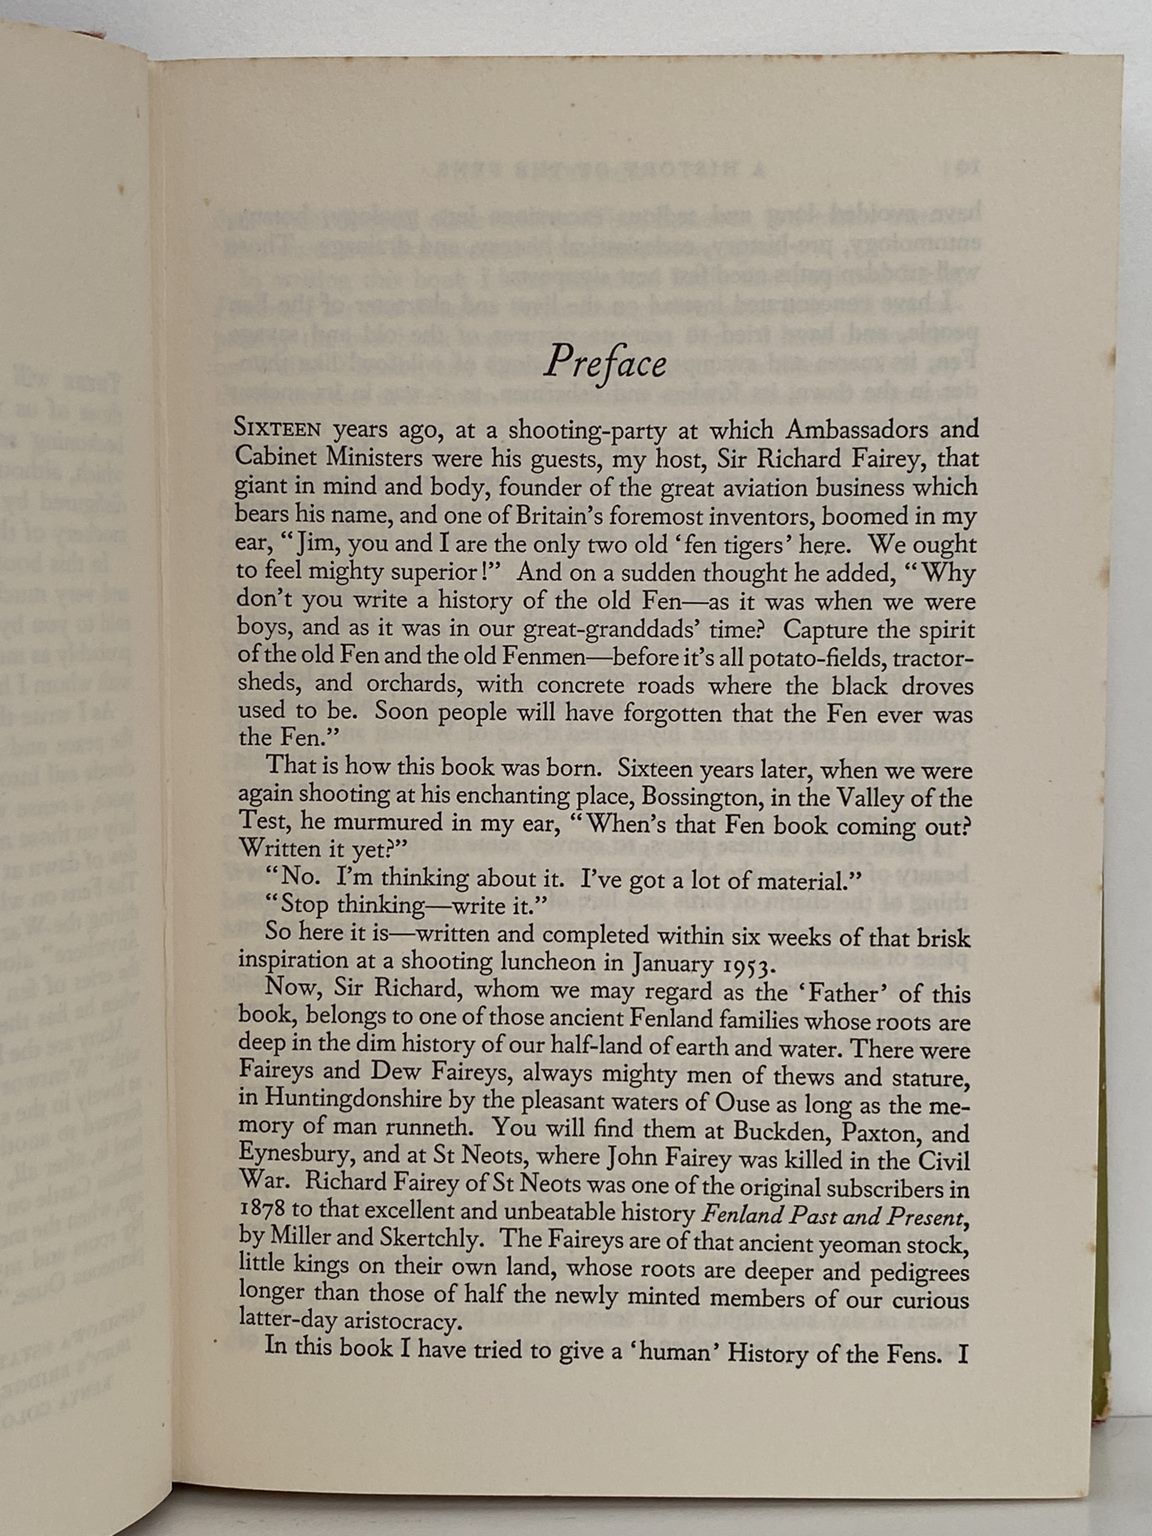 Preface
SIXTEEN years ago, at a shooting-party at which Ambassadors and
Cabinet Ministers were his guests, my host, Sir Richard Fairey, that
giant in mind and body, founder of the great aviation business which
bears his name, and one of Britain's foremost inventors, boomed in my
ear, “Jim, you and I are the only two old ‘fen tigers’ here. We ought
to feel mighty superior!” And on a sudden thought he added, “Why
don't you write a history of the old Fen—as it was when we were
boys, and as it was in our great-granddads' time? Capture the spirit
of the old Fen and the old Fenmen—before it's all potato-fields, tractor-
sheds, and orchards, with concrete roads where the black droves
used to be. Soon people will have forgotten that the Fen ever was
the Fen.”
That is how this book was born. Sixteen years later, when we were
again shooting at his enchanting place, Bossington, in the Valley of the
Test, he murmured in my ear, “When's that Fen book coming out?
Written it yet?”
“No. I'm thinking about it. I've got a lot of material.”
“Stop thinking—write it.”
So here it is—written and completed within six weeks of that brisk
inspiration at a shooting luncheon in January 1953.
Now, Sir Richard, whom we may regard as the ‘Father’ of this
book, belongs to one of those ancient Fenland families whose roots are
deep in the dim history of our half-land of earth and water. There were
Faireys and Dew Faireys, always mighty men of thews and stature,
in Huntingdonshire by the pleasant waters of Ouse as long as the me-
mory of man runneth. You will find them at Buckden, Paxton, and
Eynesbury, and at St Neots, where John Fairey was killed in the Civil
War. Richard Fairey of St Neots was one of the original subscribers in
1878 to that excellent and unbeatable history Fenland Past and Present,
by Miller and Skertchly. The Faireys are of that ancient yeoman stock,
little kings on their own land, whose roots are deeper and pedigrees
longer than those of half the newly minted members of our curious
latter-day aristocracy.
In this book I have tried to give a ‘human’ History of the Fens. I